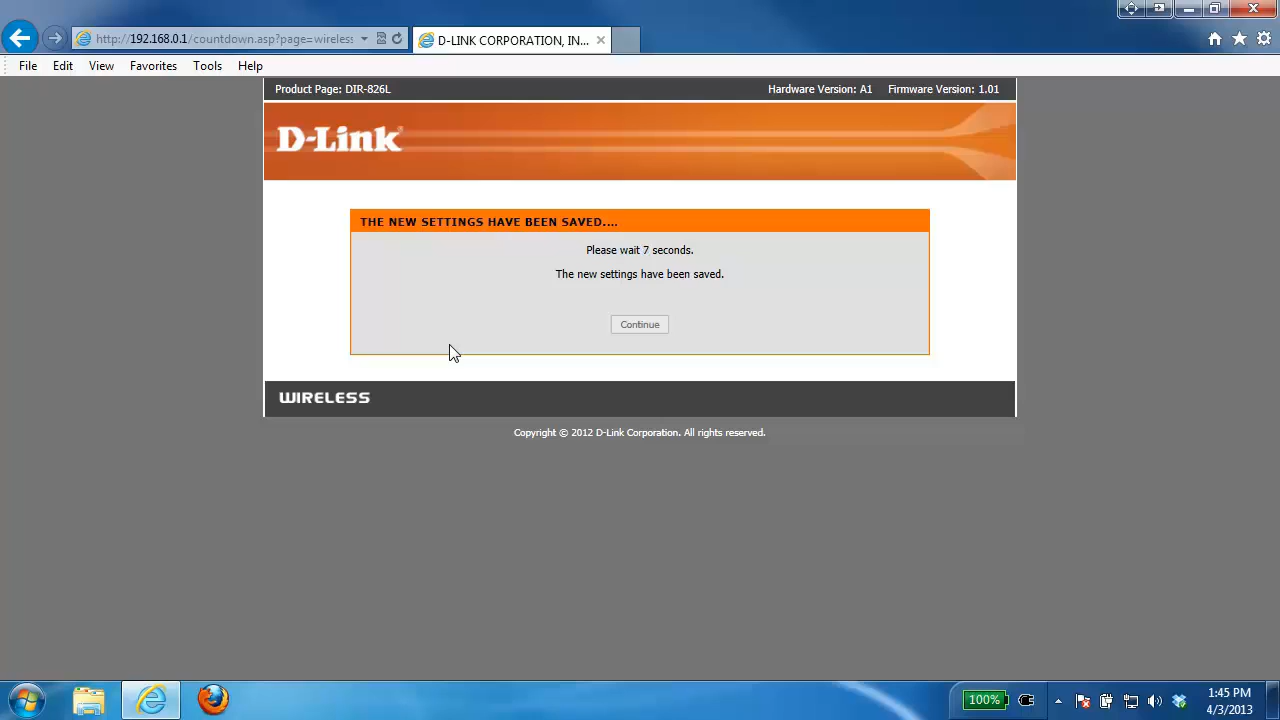 http://192.168.0.1/countdown.asp?page=wireless
D-LINK CORPORATION, IN...
File Edit View Favorites Tools Help
Product Page: DIR-826L
Hardware Version: A1 Firmware Version: 1.01
D-Link
THE NEW SETTINGS HAVE BEEN SAVED....
Please wait 7 seconds.
The new settings have been saved.
Continue
WIRELESS
Copyright © 2012 D-Link Corporation. All rights reserved.
100%
1:45 PM
4/3/2013